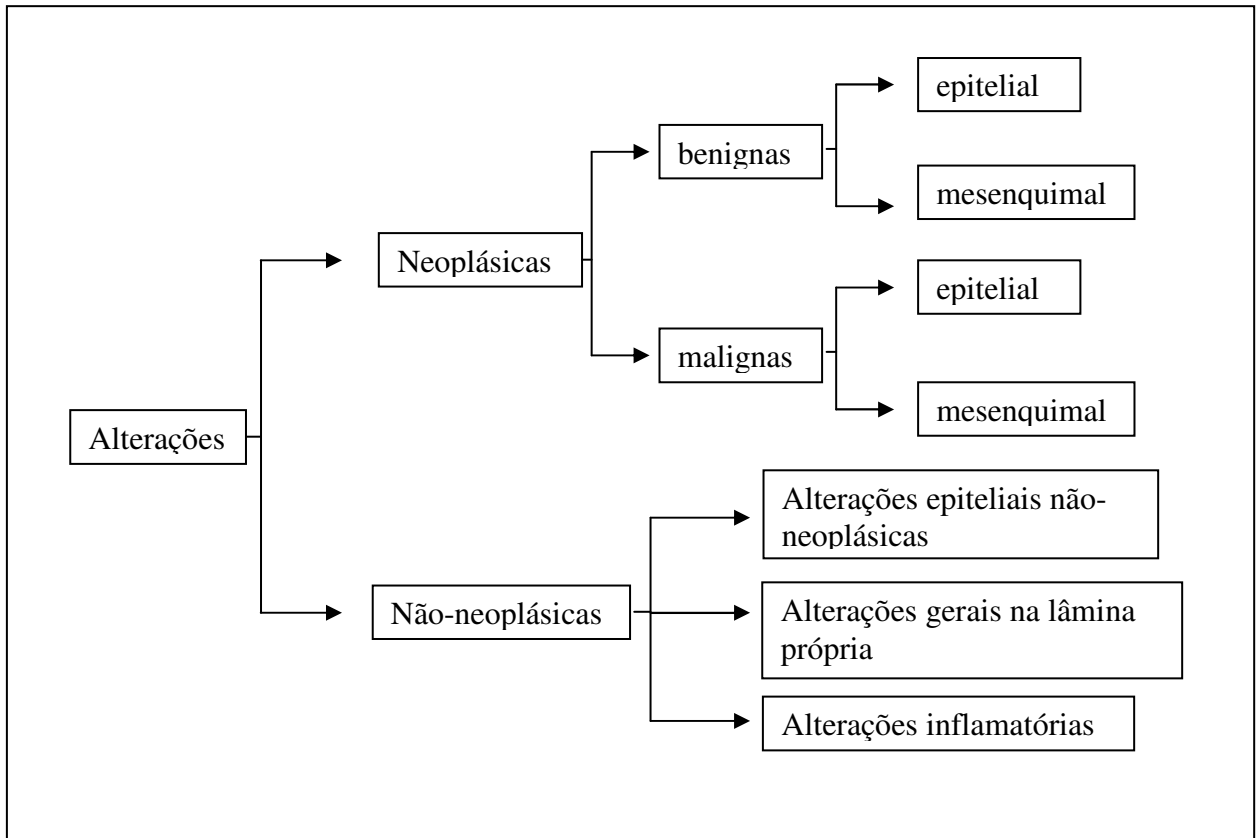 epitelial
benignas
mesenquimal
Neoplásicas
epitelial
malignas
mesenquimal
Alterações
Alterações epiteliais não-
neoplásicas
Não-neoplásicas
Alterações gerais na lâmina
própria
Alterações inflamatórias